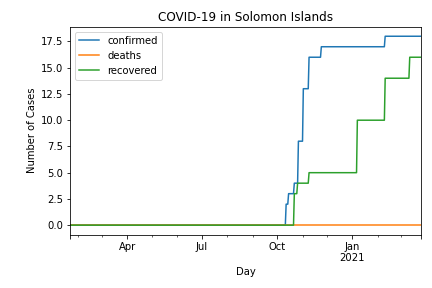 COVID-19 in Solomon Islands
confirmed
deaths
recovered
17.5
15.0
12.5
10.0
7.5
5.0
2.5
0.0
Number of Cases
Apr
Jul
Oct
Jan
2021
Day